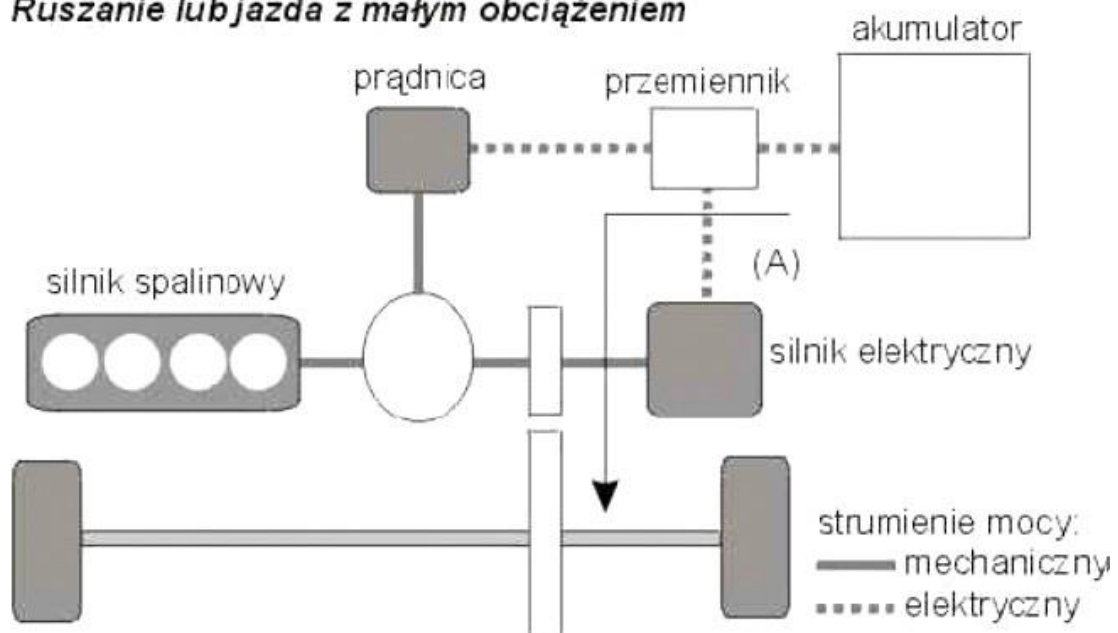 Ruszanie lub jazda z małym obciążeniem
akumulator
prądnica
przemiennik
(A)
silnik spalinowy
silnik elektryczny
strumienie mocy:
mechaniczny
elektryczny